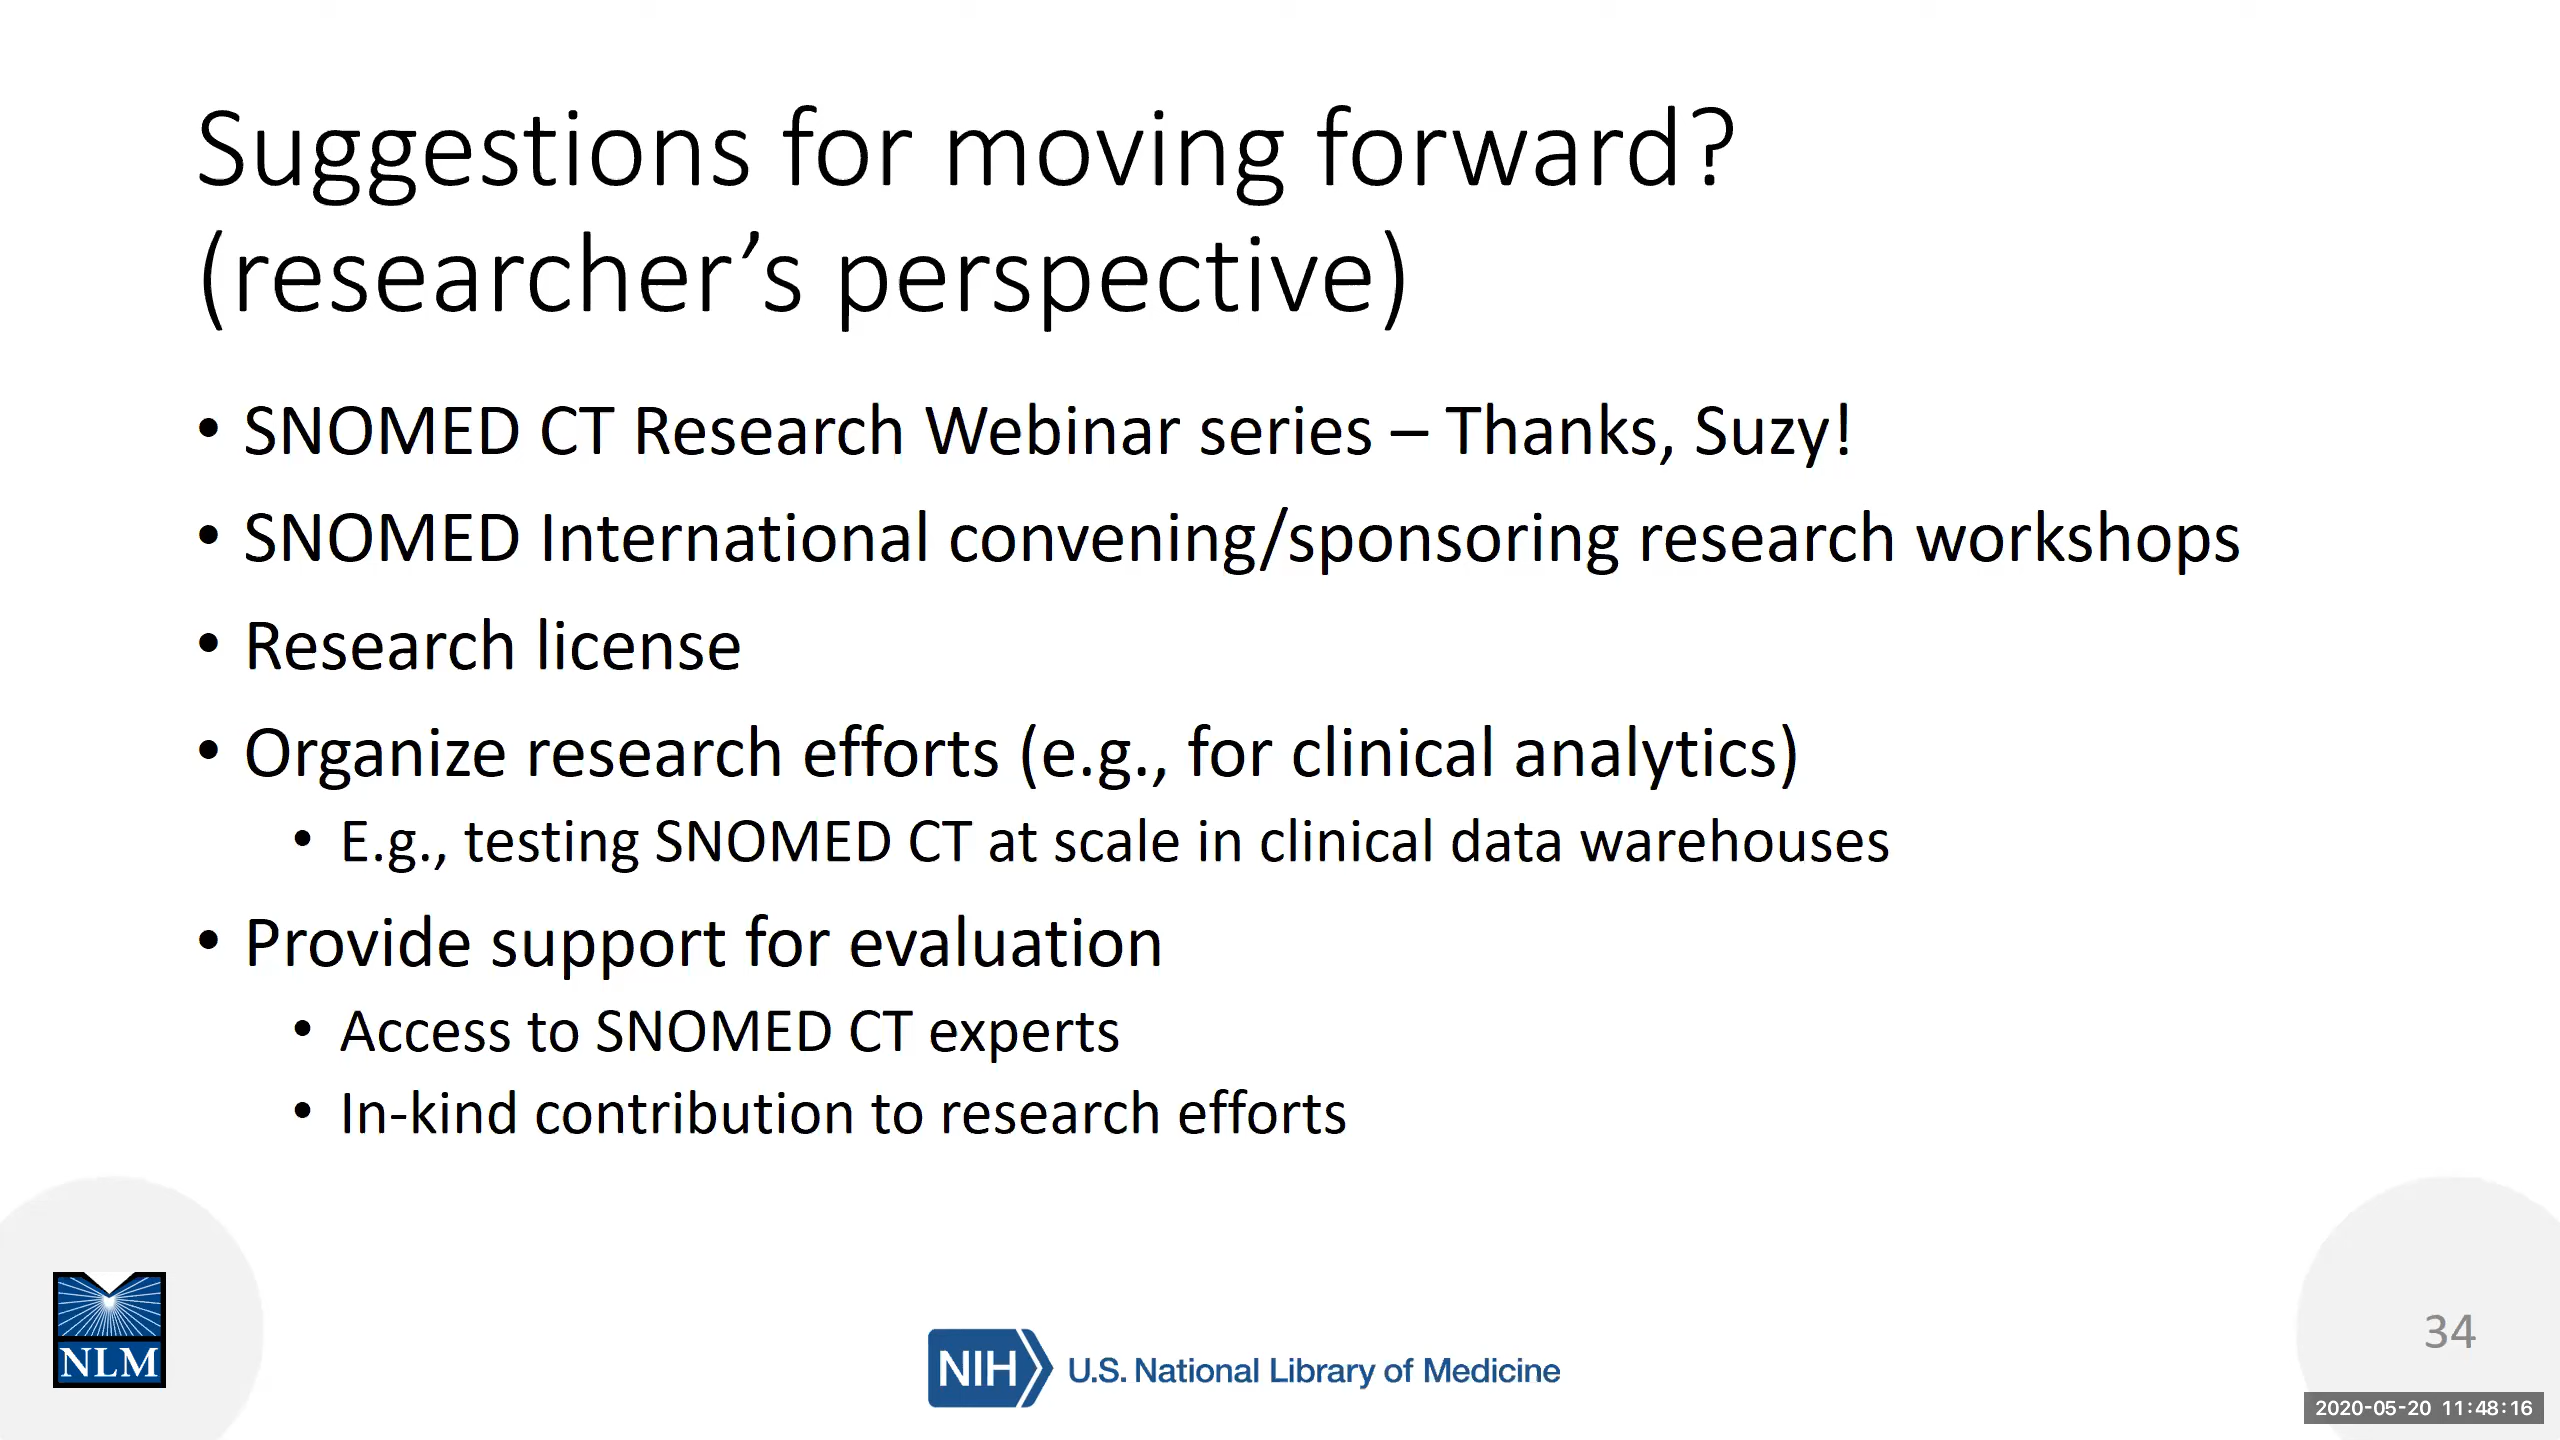 Suggestions for moving forward?
(researcher’s perspective)
• SNOMED CT Research Webinar series – Thanks, Suzy!
• SNOMED International convening/sponsoring research workshops
• Research license
• Organize research efforts (e.g., for clinical analytics)
• E.g., testing SNOMED CT at scale in clinical data warehouses
• Provide support for evaluation
• Access to SNOMED CT experts
• In-kind contribution to research efforts
NLM
NIH U.S. National Library of Medicine
34
2020-05-20 11:48:16